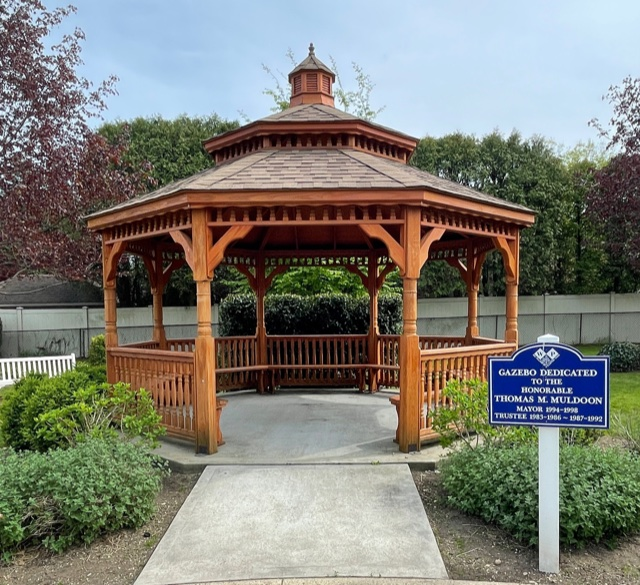 GAZEBO DEDICATED
TO THE
HONORABLE
THOMAS M. MULDOON
MAYOR 1994-1998
TRUSTEE 1983-1986 ~ 1987-1992